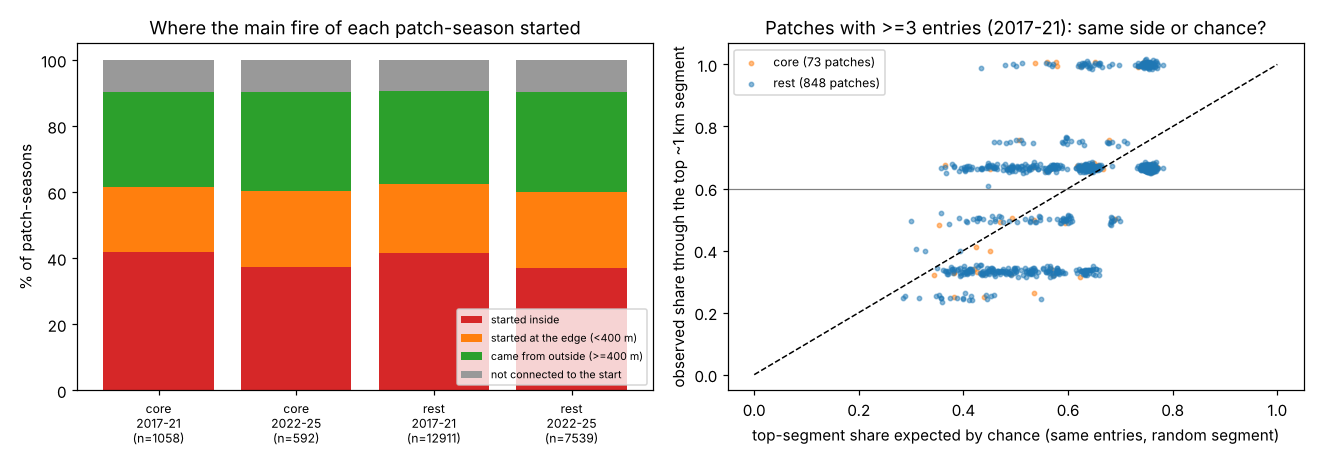 Where the main fire of each patch-season started
% of patch-seasons
100
80
60
40
20
0
started inside
started at the edge (<400 m)
came from outside (>=400 m)
not connected to the start
core
2017-21
(n=1058)
core
2022-25
(n=592)
rest
2017-21
(n=12911)
rest
2022-25
(n=7539)
Patches with >=3 entries (2017-21): same side or chance?
observed share through the top ~1 km segment
1.0
0.8
0.6
0.4
0.2
0.0
core (73 patches)
rest (848 patches)
0.0
0.2
0.4
0.6
0.8
1.0
top-segment share expected by chance (same entries, random segment)